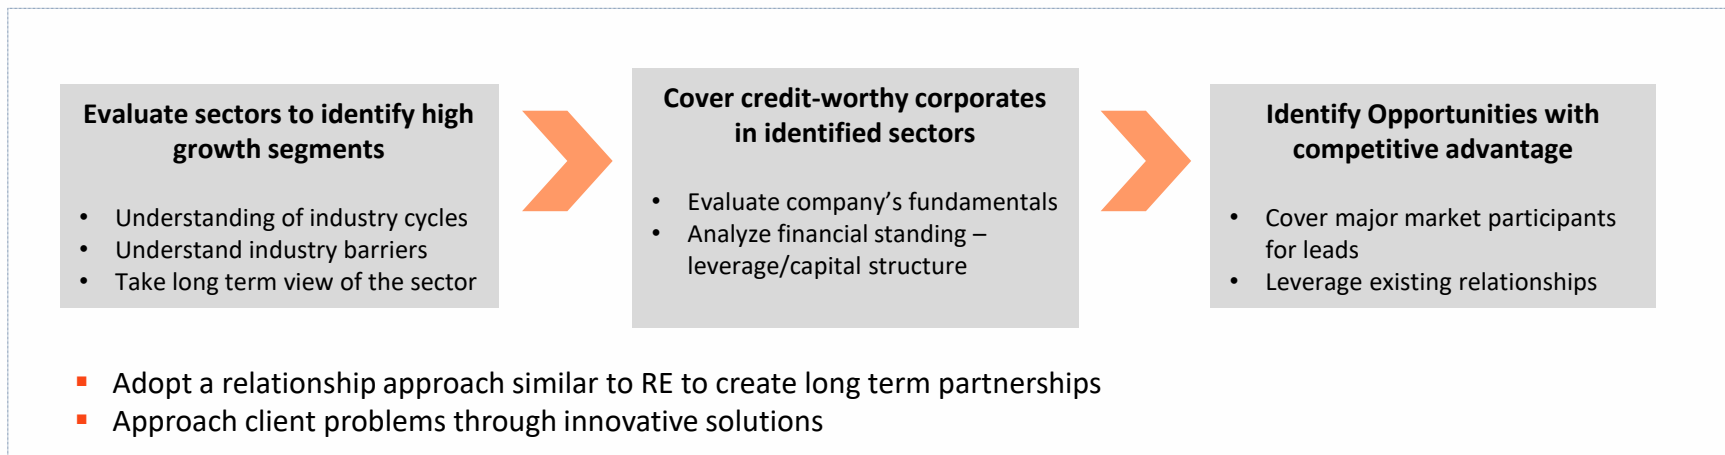 Evaluate sectors to identify high
growth segments
• Understanding of industry cycles
• Understand industry barriers
• Take long term view of the sector
Cover credit-worthy corporates
in identified sectors
• Evaluate company’s fundamentals
• Analyze financial standing –
leverage/capital structure
Identify Opportunities with
competitive advantage
• Cover major market participants
for leads
• Leverage existing relationships
▪ Adopt a relationship approach similar to RE to create long term partnerships
▪ Approach client problems through innovative solutions